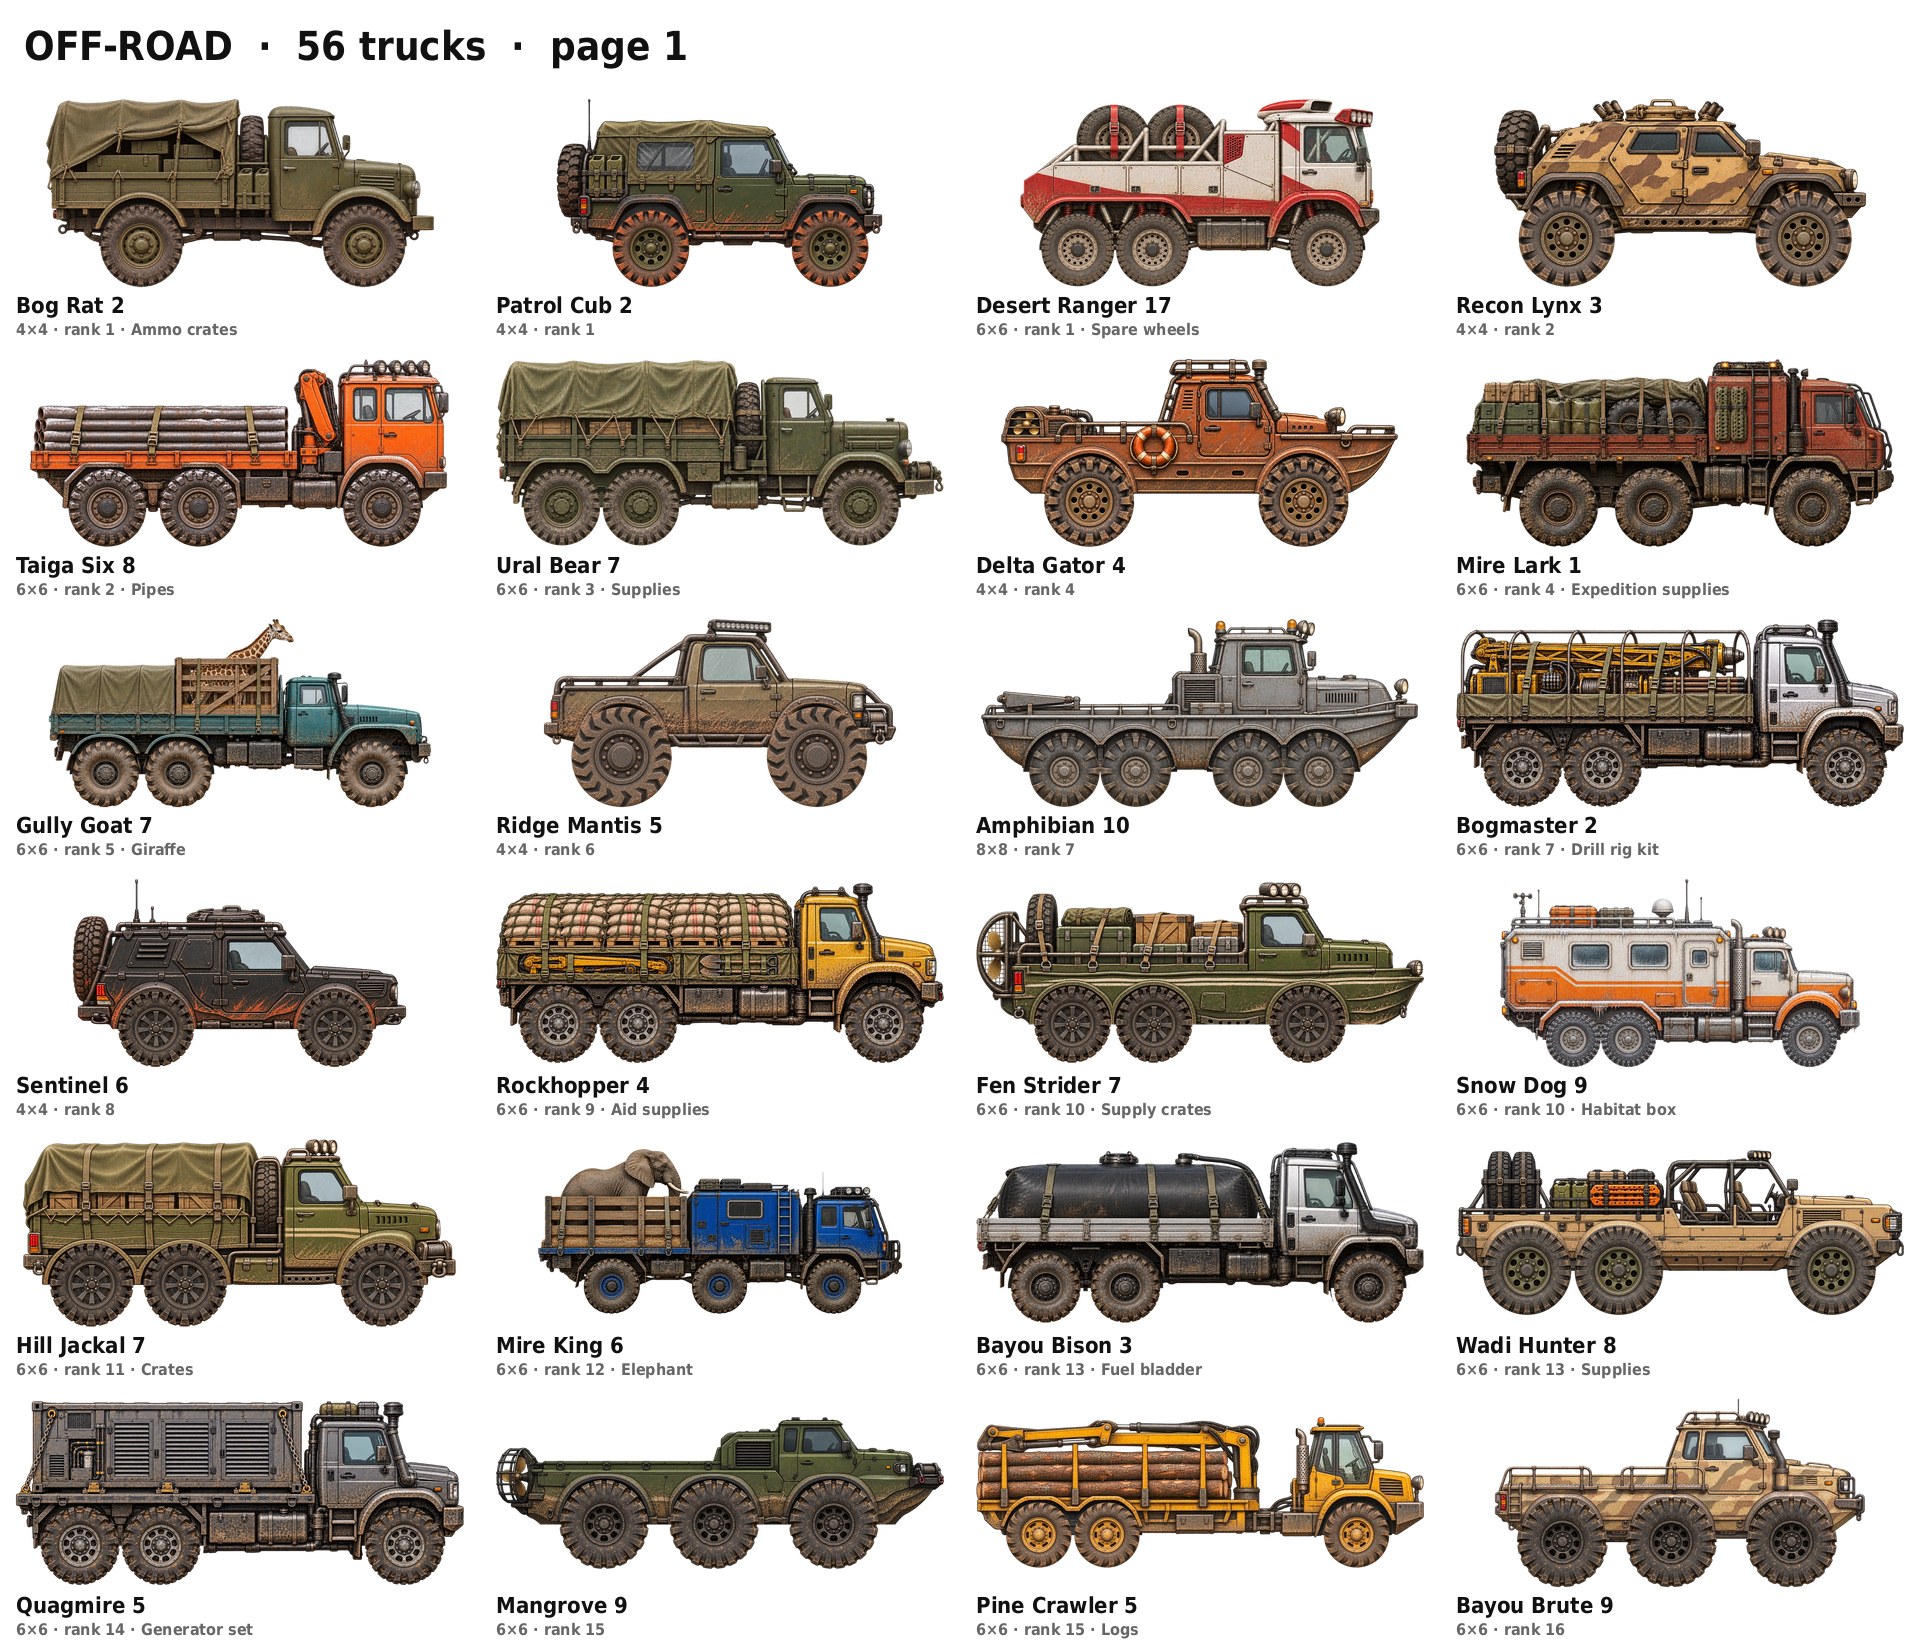 OFF-ROAD · 56 trucks · page 1
Bog Rat 2
4×4 · rank 1 · Ammo crates
Patrol Cub 2
4×4 · rank 1
Desert Ranger 17
6×6 · rank 1 · Spare wheels
Recon Lynx 3
4×4 · rank 2
Taiga Six 8
6×6 · rank 2 · Pipes
Ural Bear 7
6×6 · rank 3 · Supplies
Delta Gator 4
4×4 · rank 4
Mire Lark 1
6×6 · rank 4 · Expedition supplies
Gully Goat 7
6×6 · rank 5 · Giraffe
Ridge Mantis 5
4×4 · rank 6
Amphibian 10
8×8 · rank 7
Bogmaster 2
6×6 · rank 7 · Drill rig kit
Sentinel 6
4×4 · rank 8
Rockhopper 4
6×6 · rank 9 · Aid supplies
Fen Strider 7
6×6 · rank 10 · Supply crates
Snow Dog 9
6×6 · rank 10 · Habitat box
Hill Jackal 7
6×6 · rank 11 · Crates
Mire King 6
6×6 · rank 12 · Elephant
Bayou Bison 3
6×6 · rank 13 · Fuel bladder
Wadi Hunter 8
6×6 · rank 13 · Supplies
Quagmire 5
6×6 · rank 14 · Generator set
Mangrove 9
6×6 · rank 15
Pine Crawler 5
6×6 · rank 15 · Logs
Bayou Brute 9
6×6 · rank 16